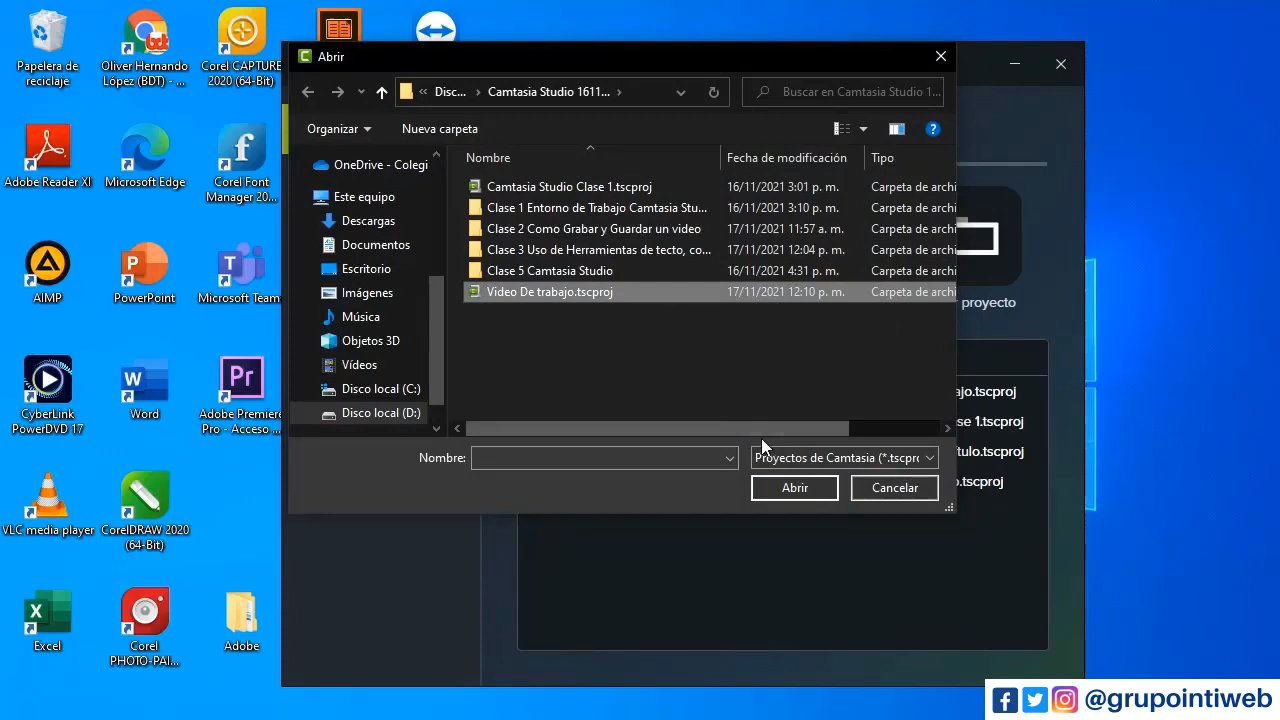 Papelera de
reciclaje
Oliver Hernando
López (BDT) - ...
Corel CAPTURE
2020 (64-Bit)
Adobe Reader XI
Microsoft Edge
Corel Font
Manager 20...
AIMP
PowerPoint
Microsoft Team
CyberLink
PowerDVD 17
Word
Adobe Premiere
Pro - Acceso
VLC media player
CorelDRAW 2020
(64-Bit)
Excel
Corel
PHOTO-PAI...
Adobe
Abrir
Disc...
Camtasia Studio 1611...
Buscar en Camtasia Studio 1...
Organizar
Nueva carpeta
OneDrive - Colegi
Este equipo
Descargas
Documentos
Escritorio
Imágenes
Música
Objetos 3D
Vídeos
Disco local (C:)
Disco local (D:)
Nombre Fecha de modificación Tipo
Camtasia Studio Clase 1.tscproj 16/11/2021 3:01 p. m. Carpeta de archi
Clase 1 Entorno de Trabajo Camtasia Stu... 16/11/2021 3:10 p. m. Carpeta de archi
Clase 2 Como Grabar y Guardar un video 17/11/2021 11:57 a. m. Carpeta de archi
Clase 3 Uso de Herramientas de tecto, co... 17/11/2021 12:04 p. m. Carpeta de archi
Clase 5 Camtasia Studio 16/11/2021 4:31 p. m. Carpeta de archi
Video De trabajo.tscproj 17/11/2021 12:10 p. m. Carpeta de archi
Nombre:
Proyectos de Camtasia (*.tscprc
Abrir
Cancelar
proyecto
ajo.tscproj
se 1.tscproj
tulo.tscproj
o.tscproj
@grupointiweb